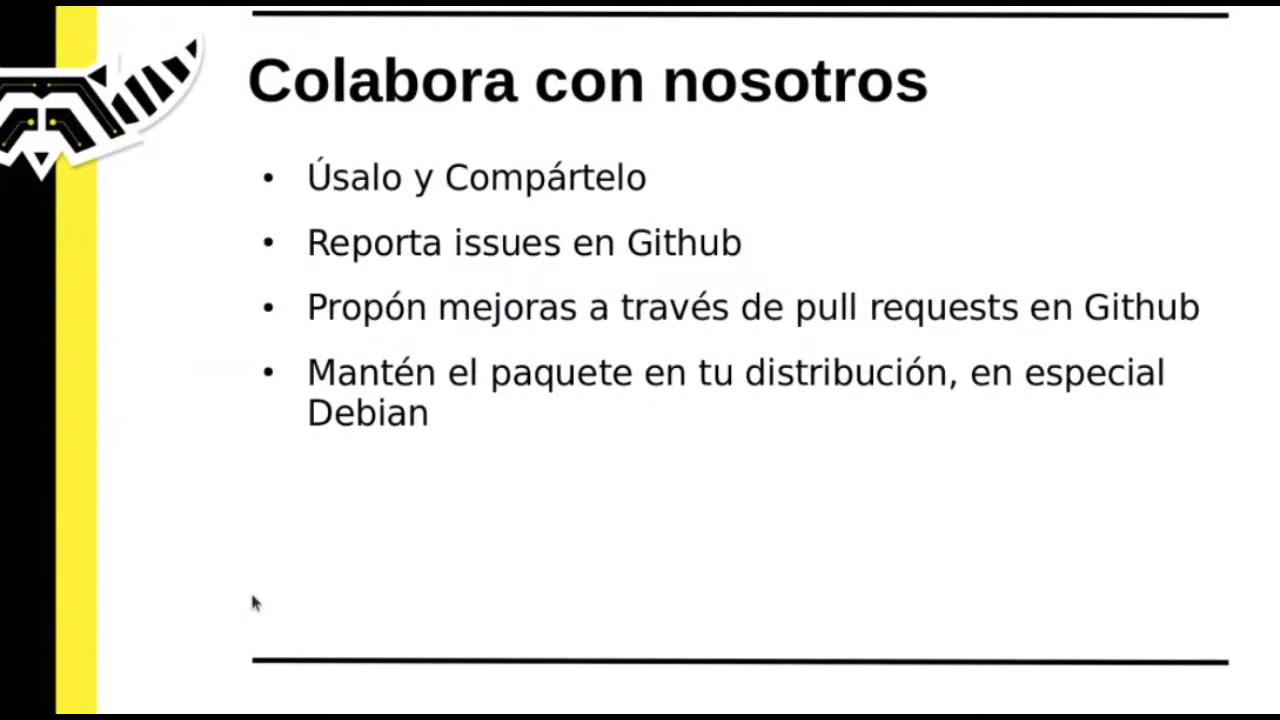 Colabora con nosotros
• Úsalo y Compártelo
• Reporta issues en Github
• Propón mejoras a través de pull requests en Github
• Mantén el paquete en tu distribución, en especial
Debian